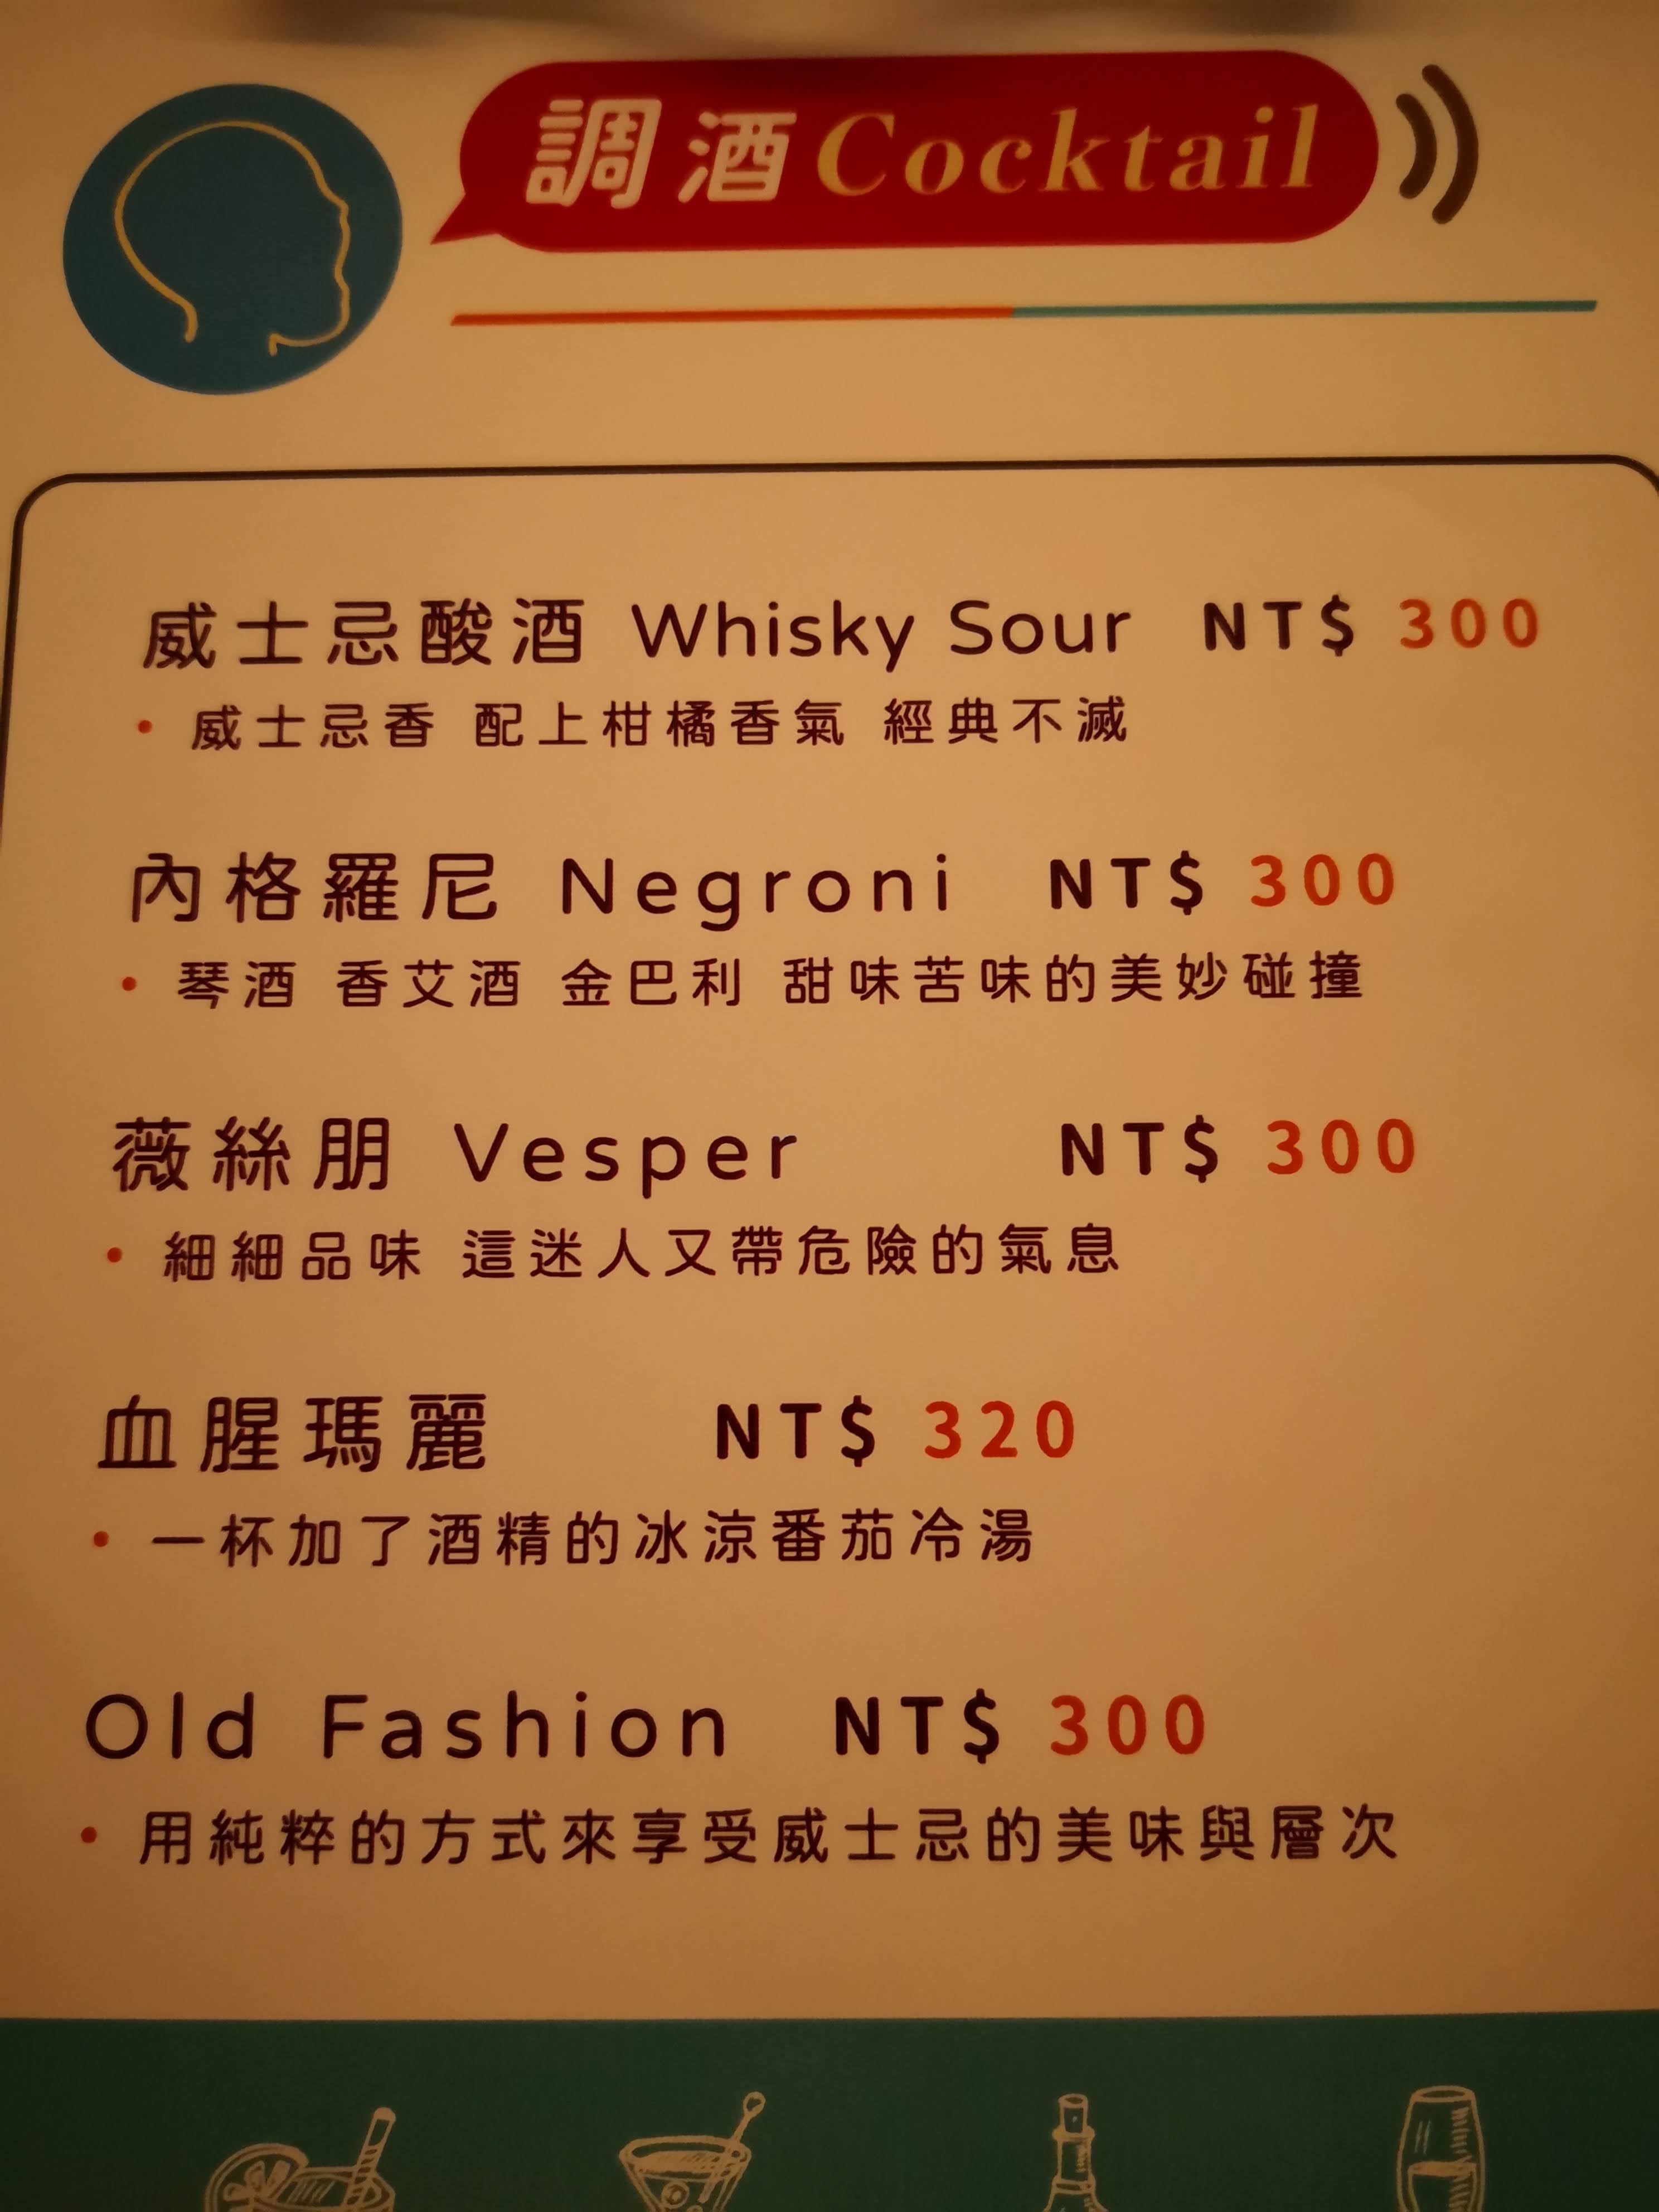 調酒Cocktail
威士忌酸酒 Whisky Sour NT$ 300
• 威士忌香 配上柑橘香氣 經典不滅
內格羅尼 Negroni NT$ 300
• 琴酒 香艾酒 金巴利 甜味苦味的美妙碰撞
薇絲朋 Vesper NT$ 300
• 細細品味 這迷人又帶危險的氣息
血腥瑪麗 NT$ 320
• 一杯加了酒精的冰涼番茄冷湯
Old Fashion NT$ 300
• 用純粹的方式來享受威士忌的美味與層次